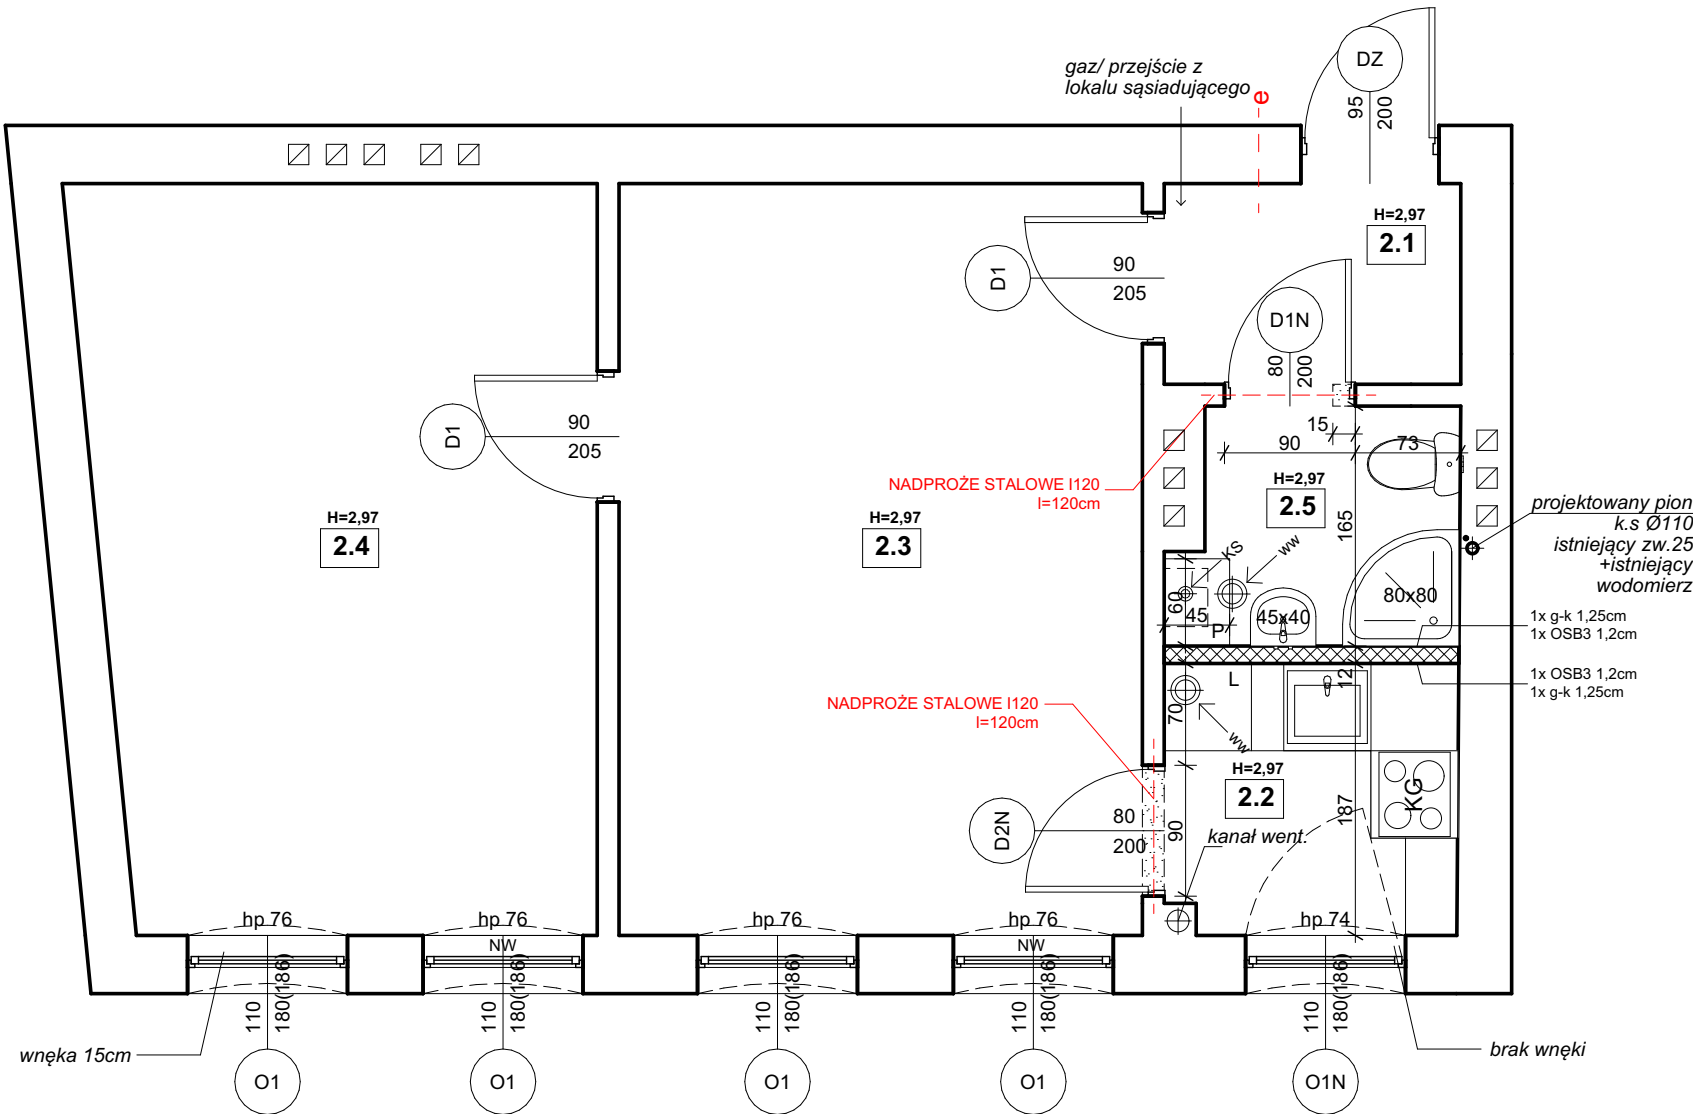 DZ
95
200
gaz/ przejście z
lokalu sąsiadującego
e
H=2,97
2.1
D1
90
205
D1N
80
200
D1
90
205
15
90
73
NADPROŻE STALOWE I120
l=120cm
H=2,97
2.5
165
H=2,97
2.4
H=2,97
2.3
projektowany pion
k.s Ø110
istniejący zw.25
+istniejący
wodomierz
KS
ww
60
45
P
45x40
80x80
1x g-k 1,25cm
1x OSB3 1,2cm
1x OSB3 1,2cm
1x g-k 1,25cm
12
L
70
ww
NADPROŻE STALOWE I120
l=120cm
H=2,97
2.2
KG
187
D2N
80
200
90
kanał went.
hp 76
hp 76
hp 76
hp 76
hp 74
NW
NW
110
180(186)
110
180(186)
110
180(186)
110
180(186)
110
180(186)
wnęka 15cm
brak wnęki
O1
O1
O1
O1
O1N